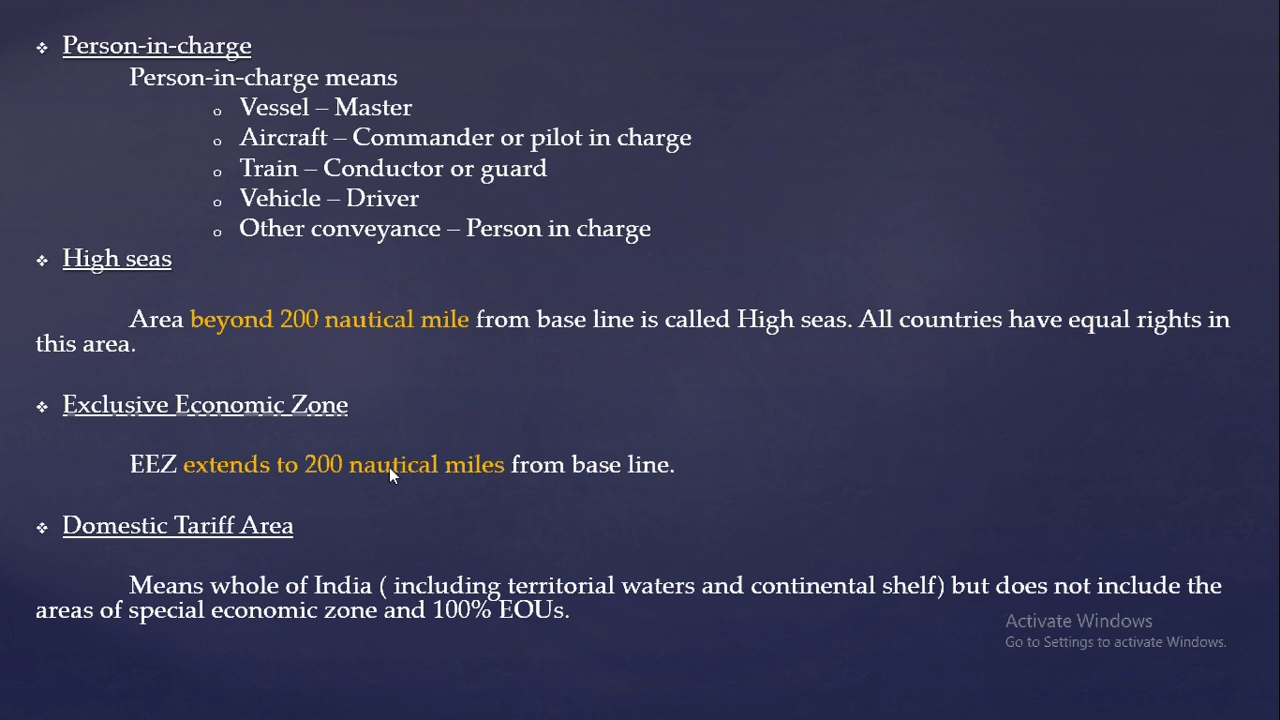 ❖ Person-in-charge
Person-in-charge means
o Vessel – Master
o Aircraft – Commander or pilot in charge
o Train – Conductor or guard
o Vehicle – Driver
o Other conveyance – Person in charge
❖ High seas
Area beyond 200 nautical mile from base line is called High seas. All countries have equal rights in
this area.
❖ Exclusive Economic Zone
EEZ extends to 200 nautical miles from base line.
❖ Domestic Tariff Area
Means whole of India ( including territorial waters and continental shelf) but does not include the
areas of special economic zone and 100% EOUs.
Activate Windows
Go to Settings to activate Windows.